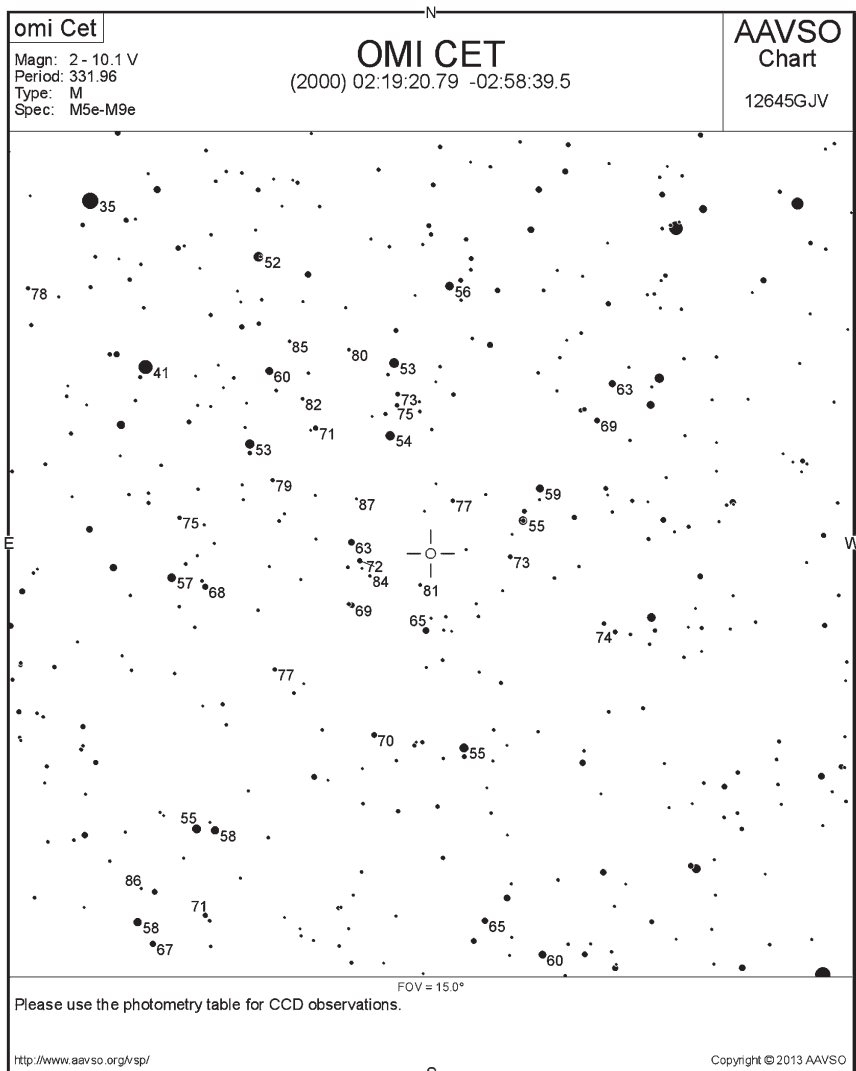 N
omi Cet
Magn: 2 - 10.1 V
Period: 331.96
Type: M
Spec: M5e-M9e
OMI CET
(2000) 02:19:20.79 -02:58:39.5
AAVSO
Chart
12645GJV
35
52
78
56
85
80
53
41
60
63
82
73
75
71
69
54
53
79
59
87
77
75
55
E
W
63
73
72
57
84
68
81
69
65
74
77
70
55
55
58
86
71
58
65
67
60
FOV = 15.0°
Please use the photometry table for CCD observations.
http://www.aavso.org/vsp/
Copyright © 2013 AAVSO